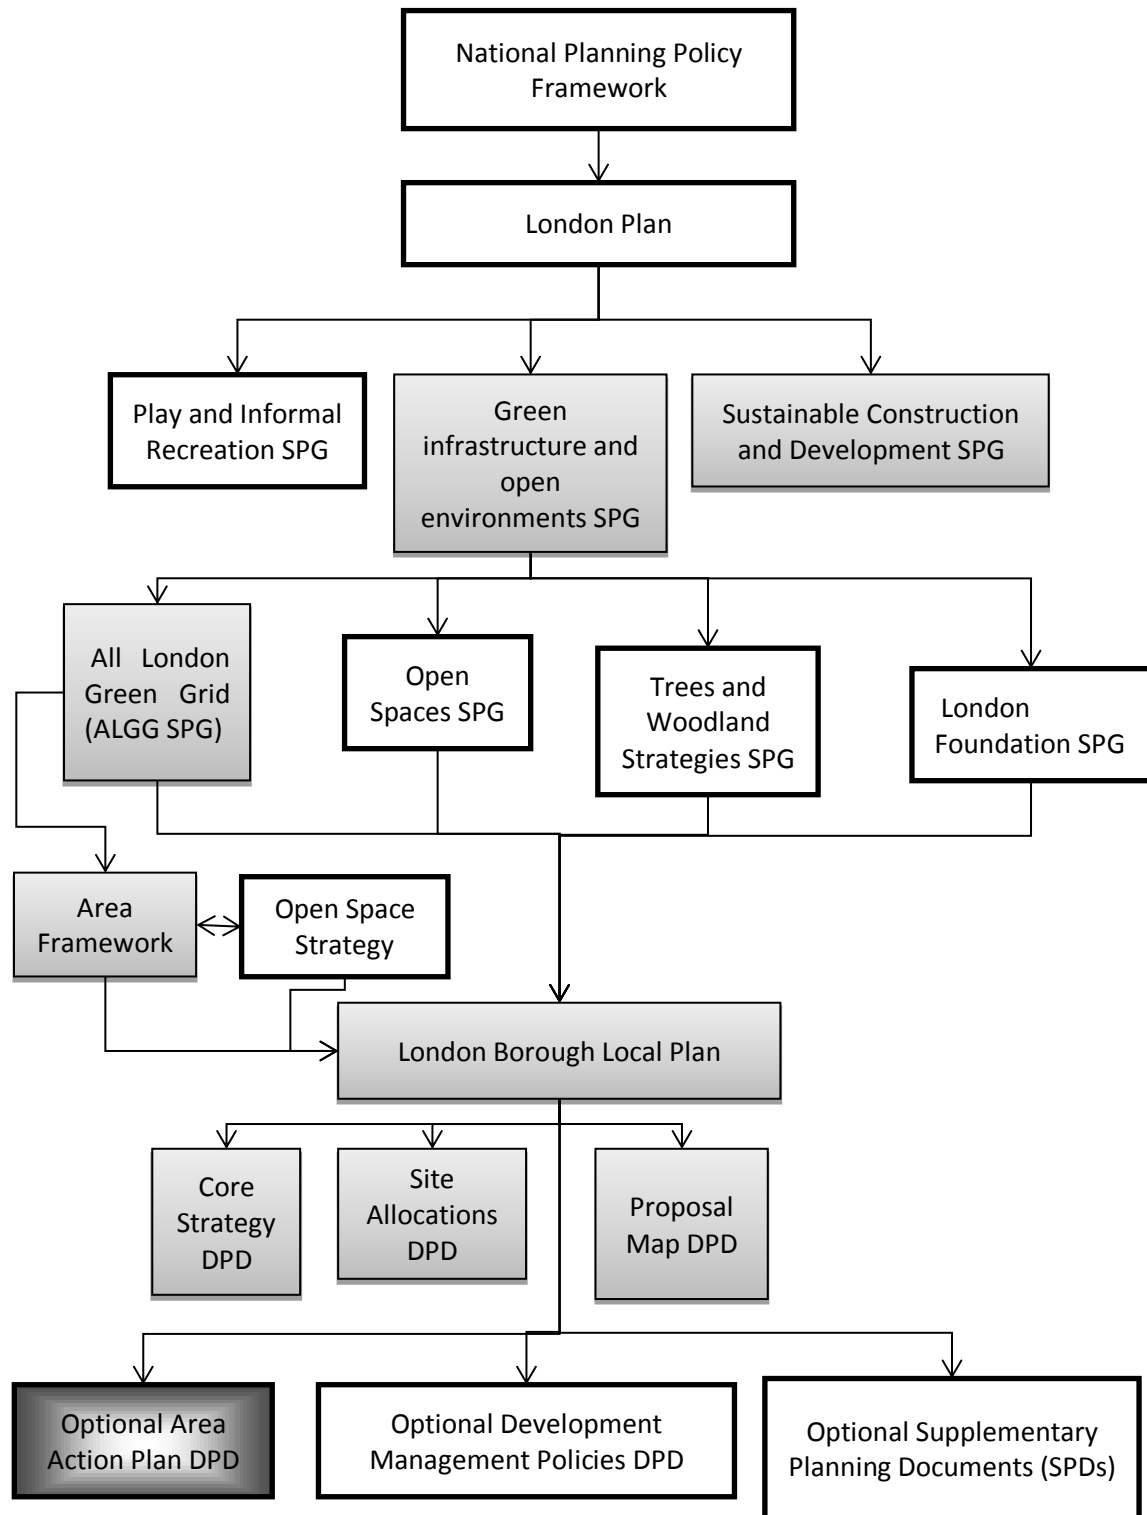 National Planning Policy
Framework
London Plan
Play and Informal
Recreation SPG
Green
infrastructure and
open
environments SPG
Sustainable Construction
and Development SPG
All London
Green Grid
(ALGG SPG)
Open
Spaces SPG
Trees and
Woodland
Strategies SPG
London
Foundation SPG
Area
Framework
Open Space
Strategy
London Borough Local Plan
Core
Strategy
DPD
Site
Allocations
DPD
Proposal
Map DPD
Optional Area
Action Plan DPD
Optional Development
Management Policies DPD
Optional Supplementary
Planning Documents (SPDs)